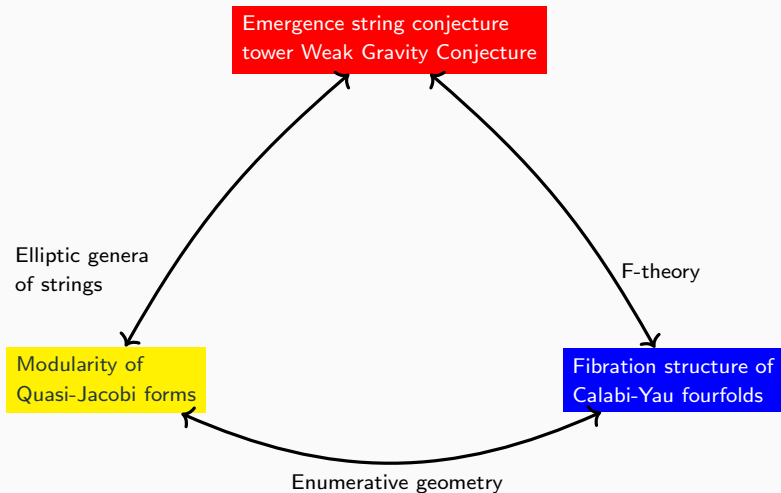 Emergence string conjecture
tower Weak Gravity Conjecture
Elliptic genera
of strings
F-theory
Modularity of
Quasi-Jacobi forms
Fibration structure of
Calabi-Yau fourfolds
Enumerative geometry